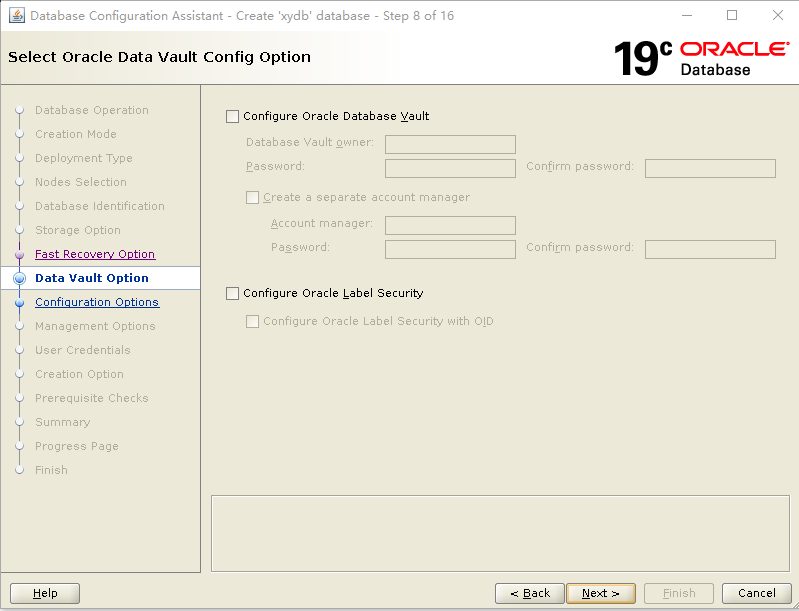 Database Configuration Assistant - Create 'xydb' database - Step 8 of 16
Select Oracle Data Vault Config Option
19c ORACLE
Database
Database Operation
Creation Mode
Deployment Type
Nodes Selection
Database Identification
Storage Option
Fast Recovery Option
Data Vault Option
Configuration Options
Management Options
User Credentials
Creation Option
Prerequisite Checks
Summary
Progress Page
Finish
Configure Oracle Database Vault
Database Vault owner:
Password: Confirm password:
Create a separate account manager
Account manager:
Password: Confirm password:
Configure Oracle Label Security
Configure Oracle Label Security with OID
Help < Back Next > Finish Cancel